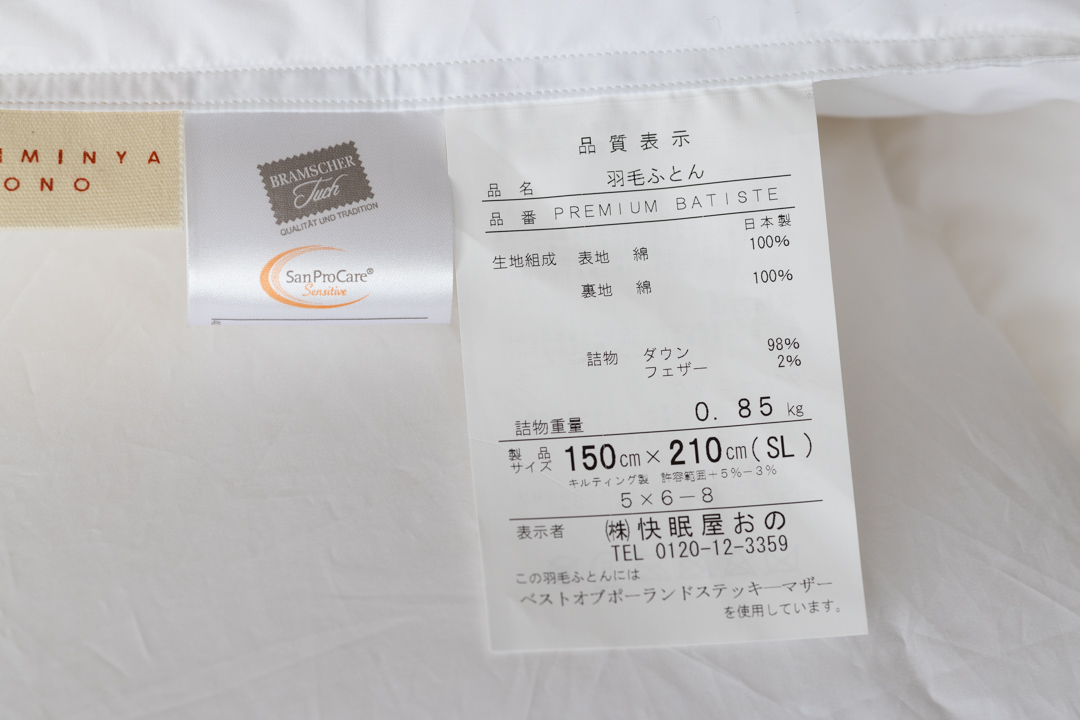 IMINYA
ONO
BRAMSCHER
Tuch
QUALITÄT UND TRADITION
SanProCare®
Sensitive
品質表示
品名 羽毛ふとん
品番 PREMIUM BATISTE
日本製
生地組成 表地 綿 100%
裏地 綿 100%
詰物 ダウン 98%
フェザー 2%
詰物重量 0.85 kg
製品サイズ 150cm×210cm(SL)
キルティング製 許容範囲+5%-3%
5×6-8
表示者 ㈱快眠屋おの
TEL 0120-12-3359
この羽毛ふとんには
ベストオブポーランドステッキーマザー
を使用しています。